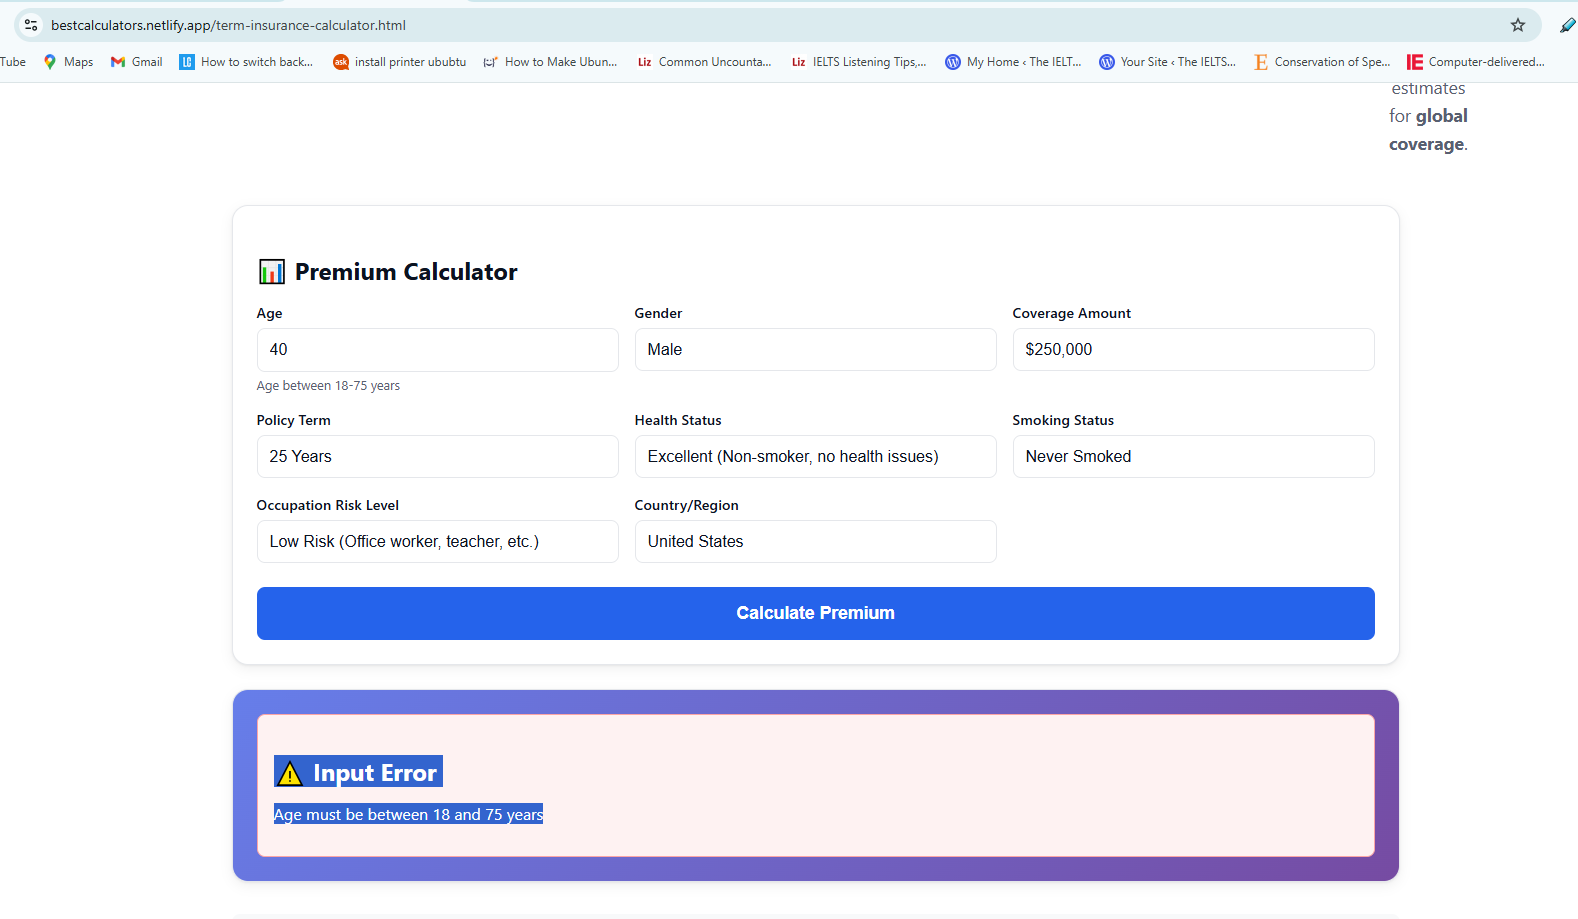 bestcalculators.netlify.app/term-insurance-calculator.html
Tube Maps Gmail LC How to switch back... ask install printer ububtu How to Make Ubun... Liz Common Uncounta... Liz IELTS Listening Tips,... My Home ‹ The IELT... Your Site ‹ The IELTS... E Conservation of Spe... IE Computer-delivered...
estimates
for global
coverage.
Premium Calculator
Age Gender Coverage Amount
40 Male $250,000
Age between 18-75 years
Policy Term Health Status Smoking Status
25 Years Excellent (Non-smoker, no health issues) Never Smoked
Occupation Risk Level Country/Region
Low Risk (Office worker, teacher, etc.) United States
Calculate Premium
Input Error
Age must be between 18 and 75 years